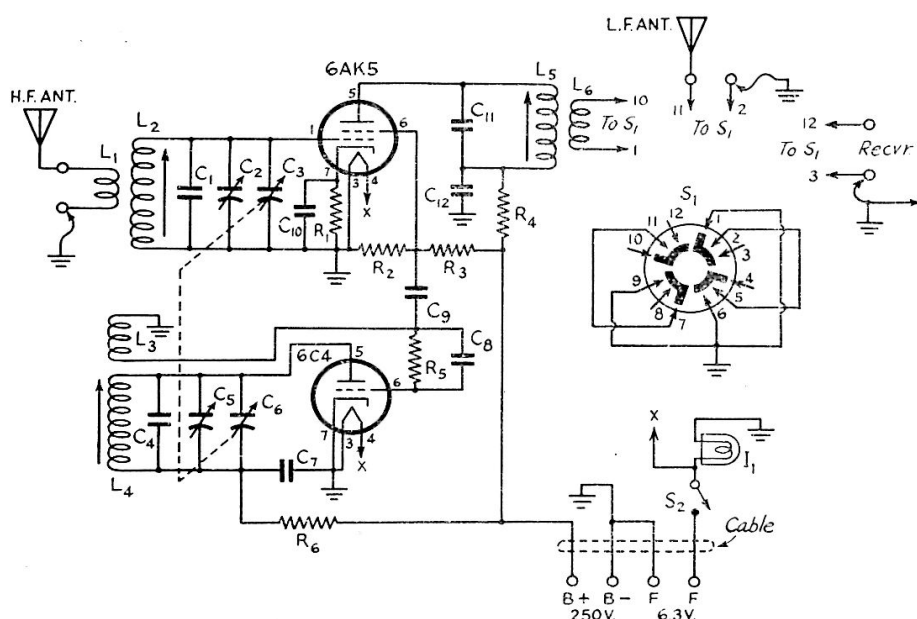 L.F. ANT.
6AK5
H.F. ANT.
L1
L2
C1
C2
C3
1
5
6
7
3
4
X
C10
R1
R2
R3
C11
C12
R4
L5
L6
10
To S1
1
11
To S1
2
12
To S1
Recvr.
3
S1
1
2
3
4
5
6
7
8
9
10
11
12
C9
C8
R5
L3
6C4
5
6
7
3
4
X
C4
C5
C6
L4
C7
R6
X
I1
S2
Cable
B+
B-
F
F
250V.
6.3V.